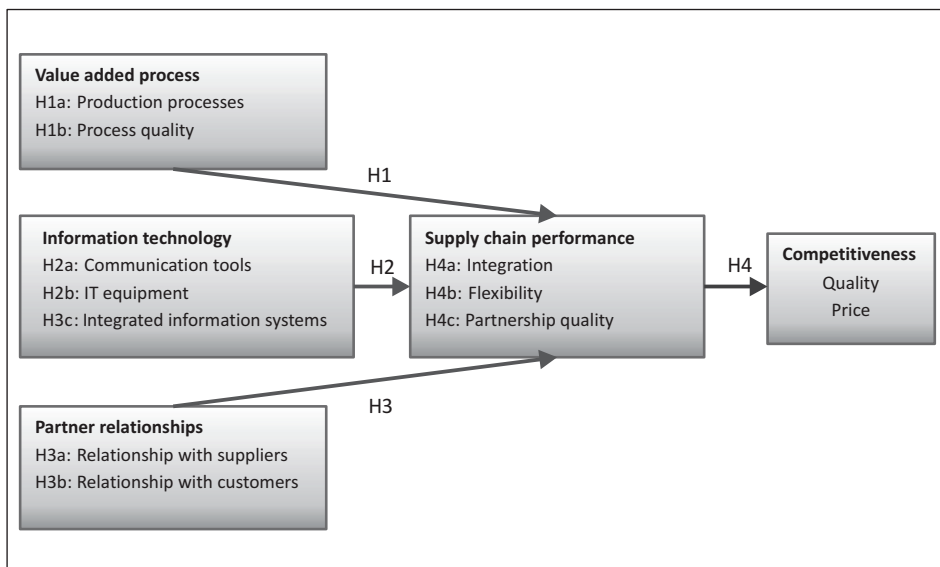 Value added process
H1a: Production processes
H1b: Process quality
H1
Information technology
H2a: Communication tools
H2b: IT equipment
H3c: Integrated information systems
H2
Supply chain performance
H4a: Integration
H4b: Flexibility
H4c: Partnership quality
H4
Competitiveness
Quality
Price
H3
Partner relationships
H3a: Relationship with suppliers
H3b: Relationship with customers